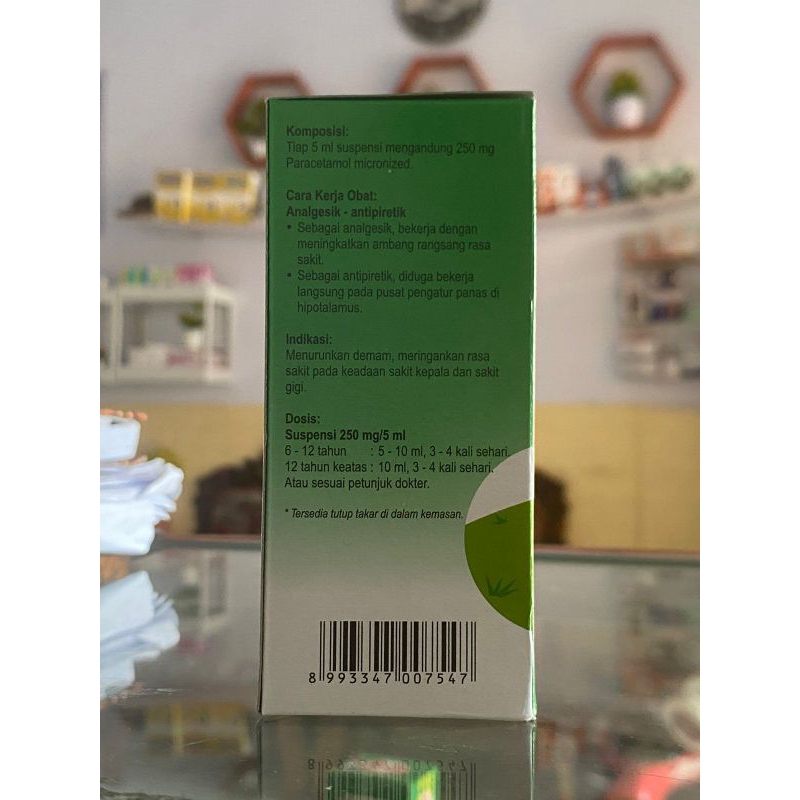 Komposisi:
Tiap 5 ml suspensi mengandung 250 mg
Paracetamol micronized.
Cara Kerja Obat:
Analgesik - antipiretik
• Sebagai analgesik, bekerja dengan
meningkatkan ambang rangsang rasa
sakit.
• Sebagai antipiretik, diduga bekerja
langsung pada pusat pengatur panas di
hipotalamus.
Indikasi:
Menurunkan demam, meringankan rasa
sakit pada keadaan sakit kepala dan sakit
gigi.
Dosis:
Suspensi 250 mg/5 ml
6 - 12 tahun : 5 - 10 ml, 3 - 4 kali sehari.
12 tahun keatas : 10 ml, 3 - 4 kali sehari.
Atau sesuai petunjuk dokter.
* Tersedia tutup takar di dalam kemasan.
8 993347 007547